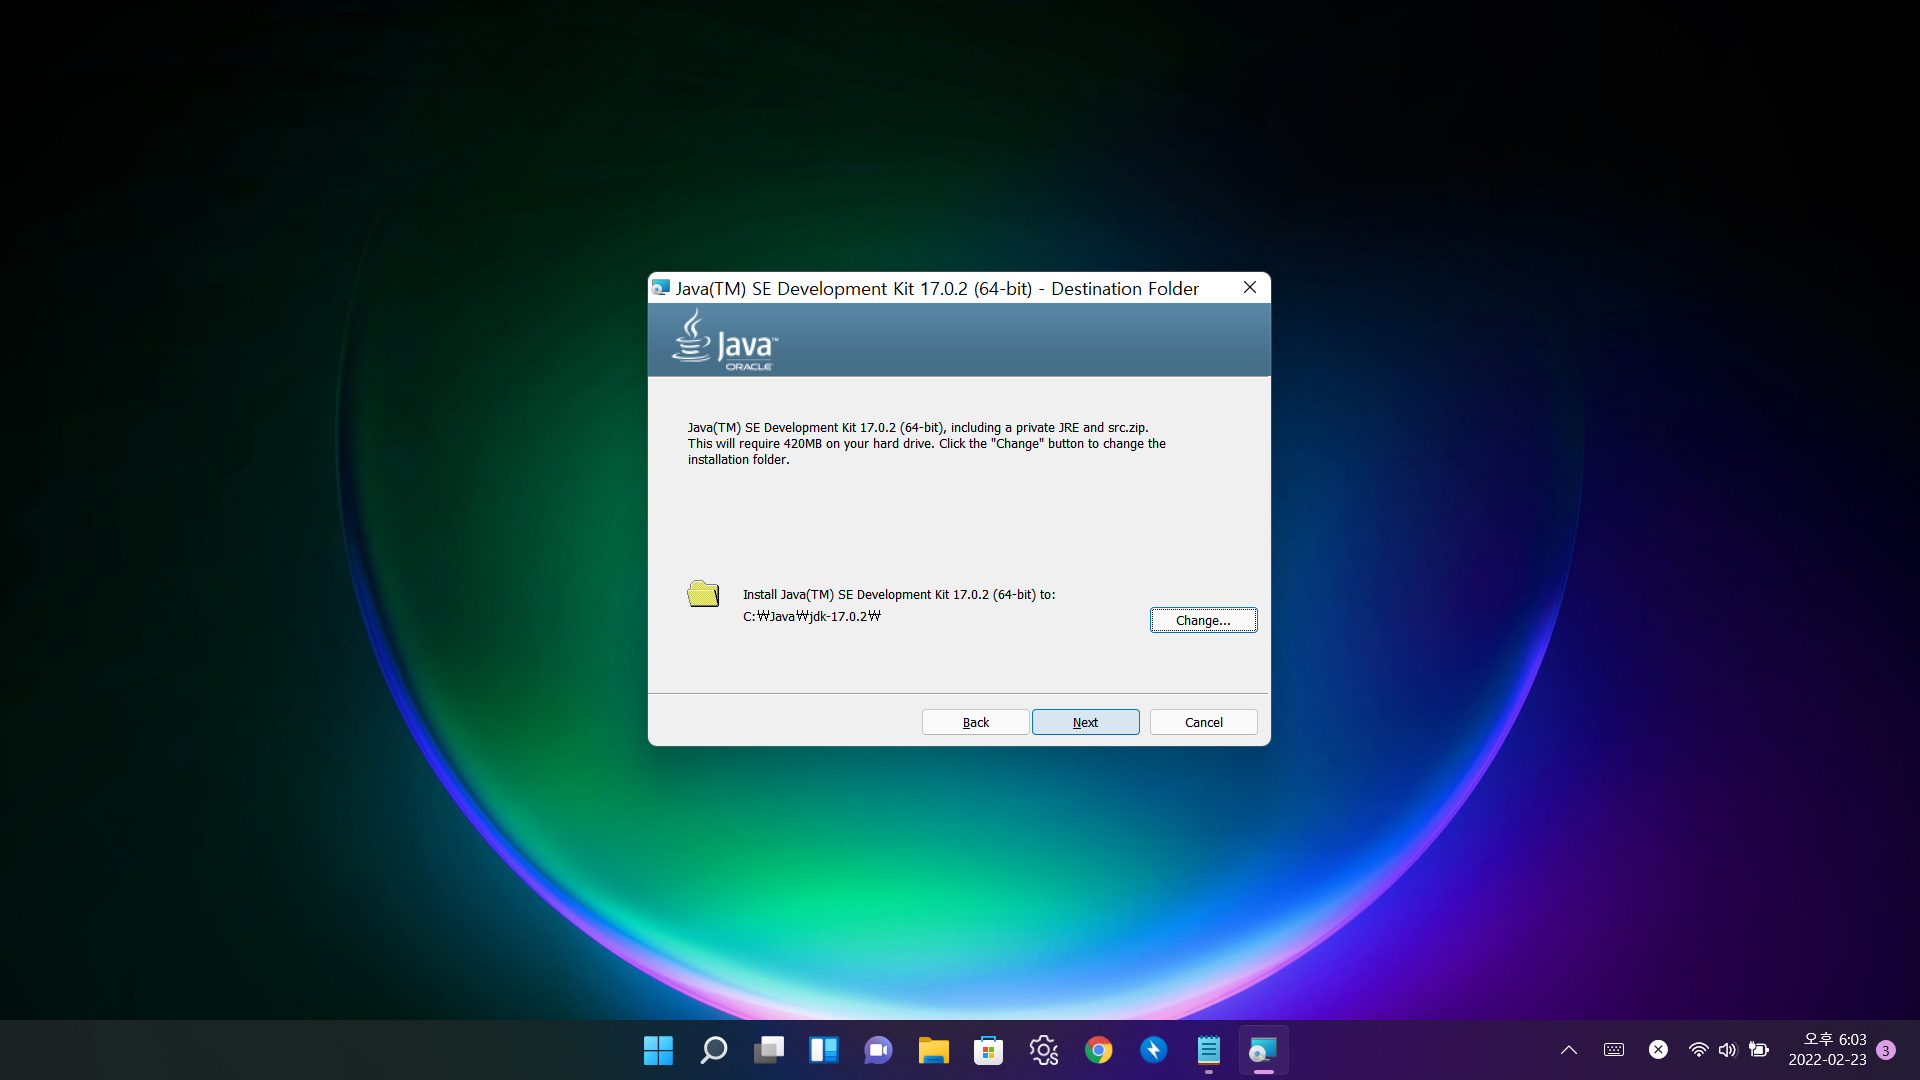 Java(TM) SE Development Kit 17.0.2 (64-bit) - Destination Folder
Java™
ORACLE
Java(TM) SE Development Kit 17.0.2 (64-bit), including a private JRE and src.zip.
This will require 420MB on your hard drive. Click the "Change" button to change the
installation folder.
Install Java(TM) SE Development Kit 17.0.2 (64-bit) to:
C:₩Java₩jdk-17.0.2₩
Change...
Back
Next
Cancel
오후 6:03
2022-02-23
3